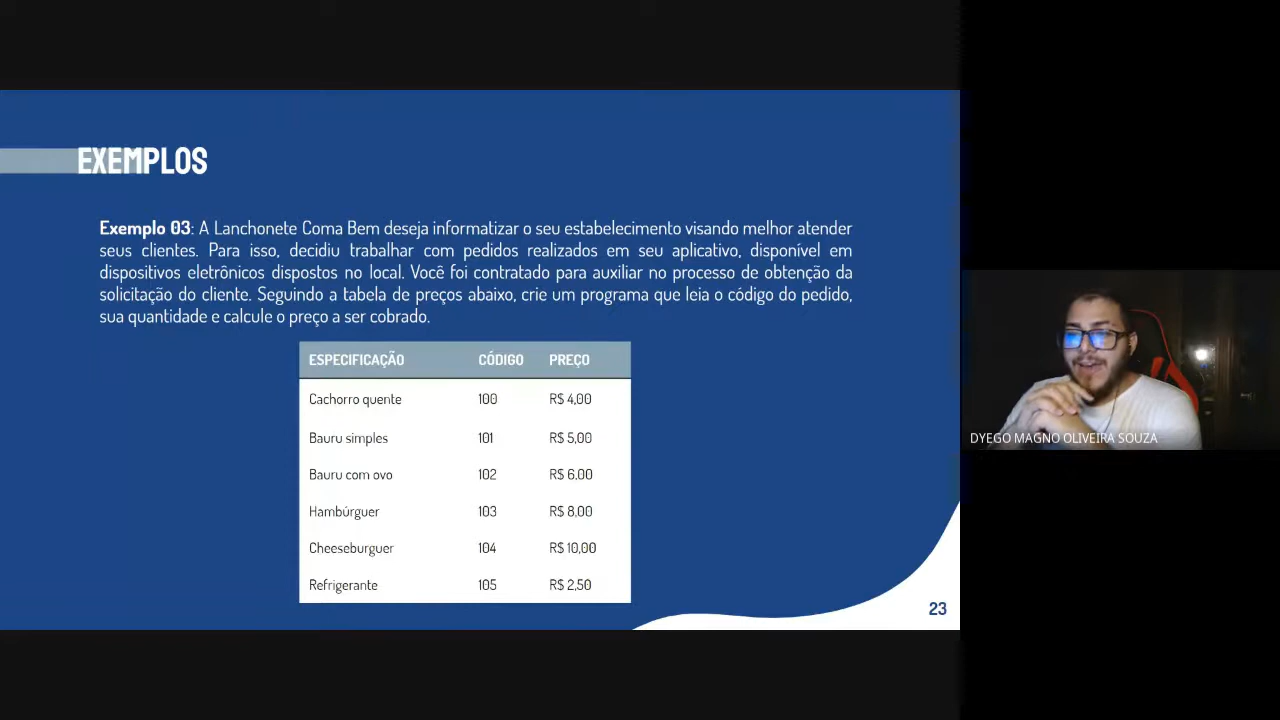 EXEMPLOS
Exemplo 03: A Lanchonete Coma Bem deseja informatizar o seu estabelecimento visando melhor atender
seus clientes. Para isso, decidiu trabalhar com pedidos realizados em seu aplicativo, disponível em
dispositivos eletrônicos dispostos no local. Você foi contratado para auxiliar no processo de obtenção da
solicitação do cliente. Seguindo a tabela de preços abaixo, crie um programa que leia o código do pedido,
sua quantidade e calcule o preço a ser cobrado.
ESPECIFICAÇÃO CÓDIGO PREÇO
Cachorro quente 100 R$ 4,00
Bauru simples 101 R$ 5,00
Bauru com ovo 102 R$ 6,00
Hambúrguer 103 R$ 8,00
Cheeseburguer 104 R$ 10,00
Refrigerante 105 R$ 2,50
23
DYEGO MAGNO OLIVEIRA SOUZA